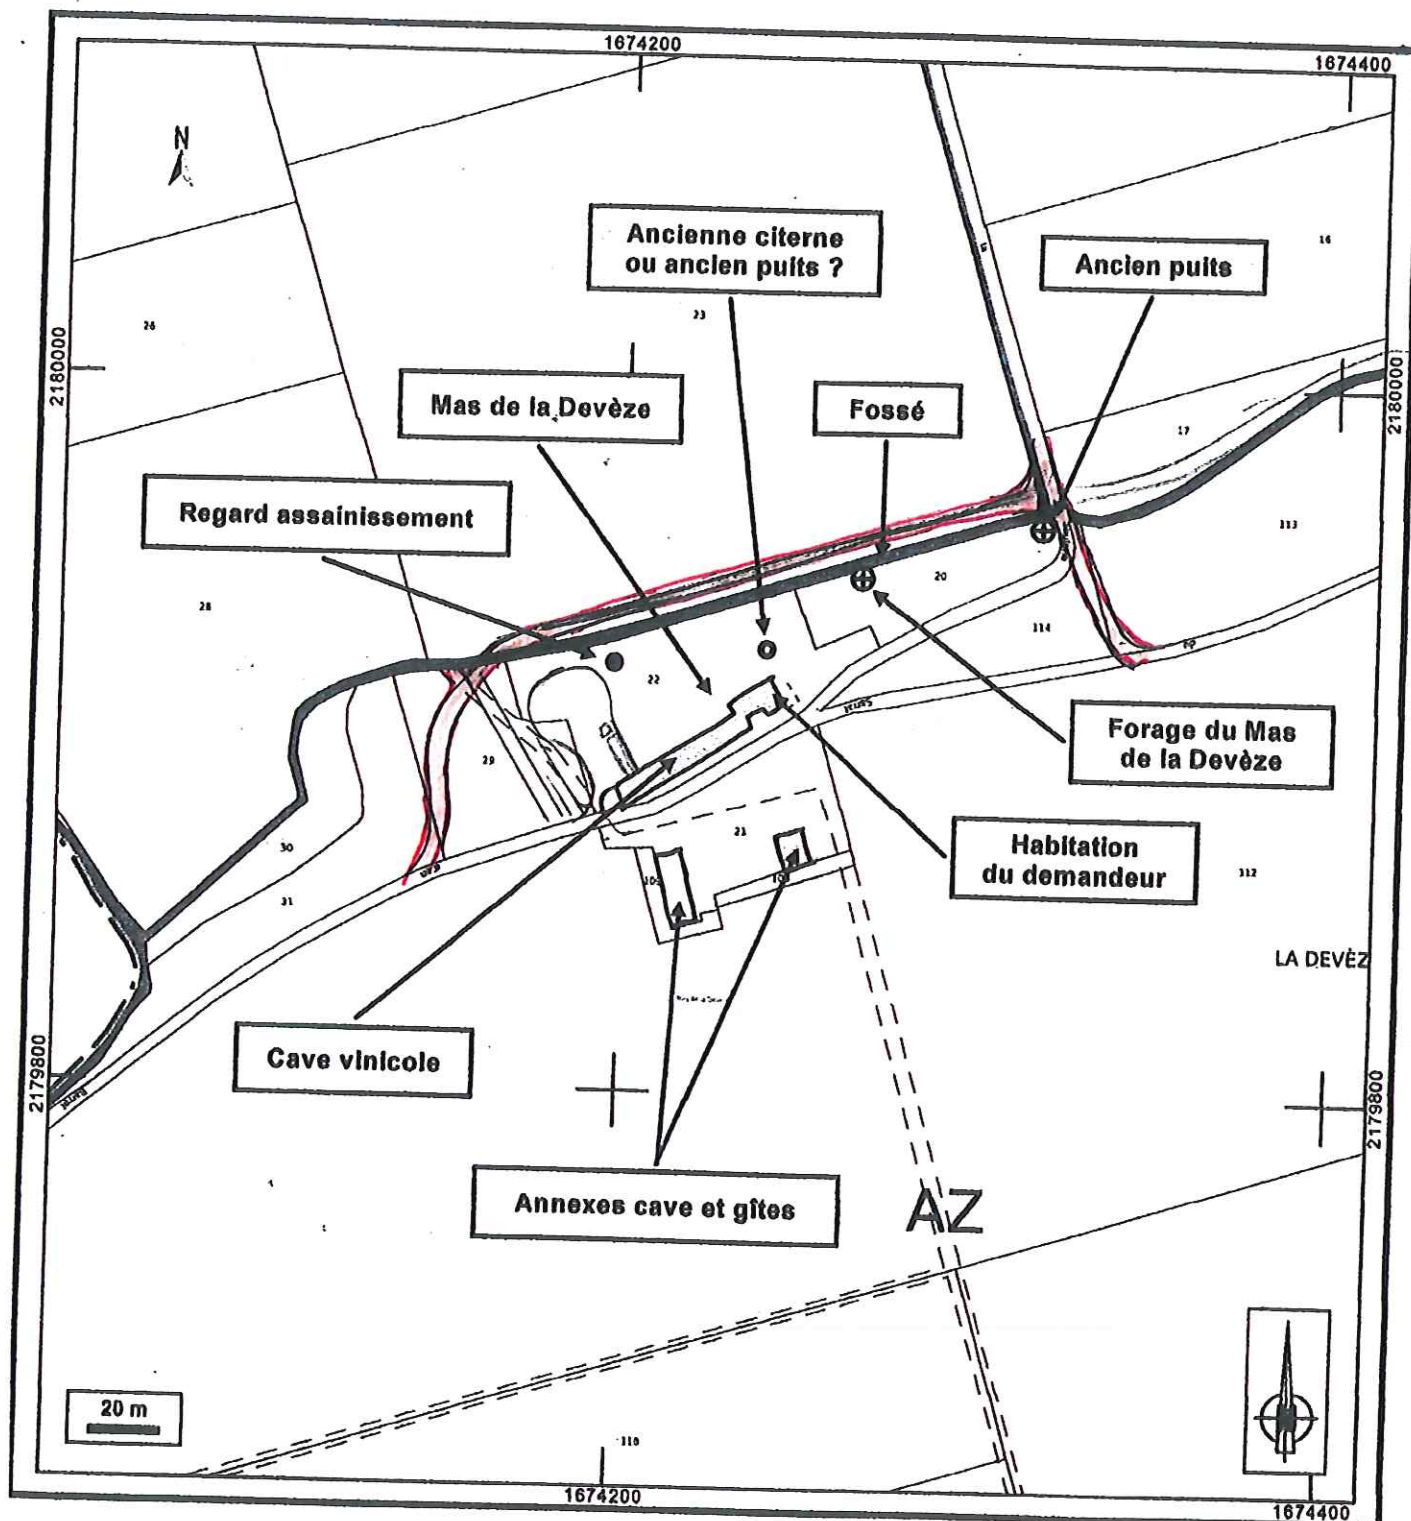 1674200
1674400
N
Ancienne citerne
ou ancien puits ?
Ancien puits
16
26
23
2180000
2180000
Mas de la Devèze
Fossé
17
Regard assainissement
113
28
20
114
22
Forage du Mas
de la Devèze
29
21
30
Habitation
du demandeur
112
31
LA DEVÈZ
Cave vinicole
2179800
2179800
Annexes cave et gîtes
AZ
20 m
110
1674200
1674400